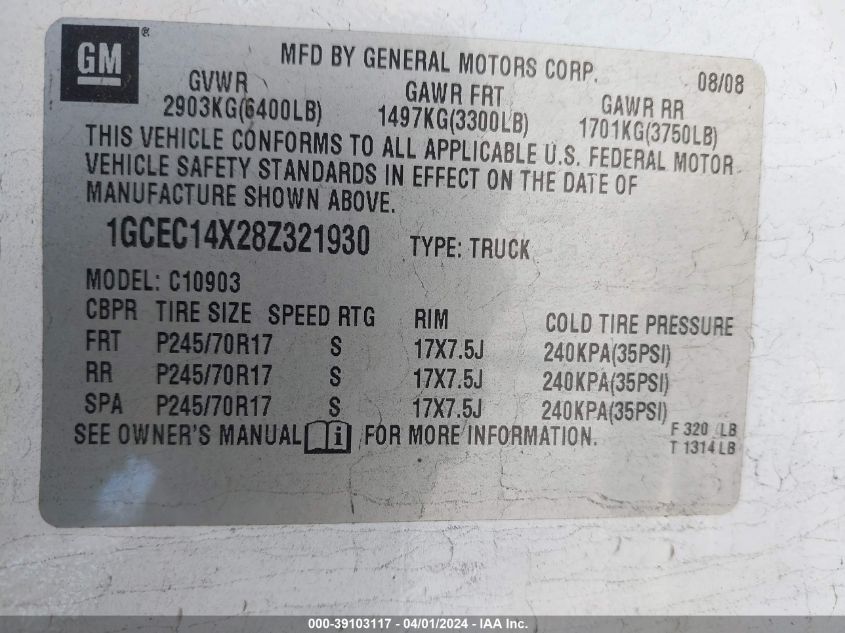 GM ®
MFD BY GENERAL MOTORS CORP. 08/08
GVWR GAWR FRT GAWR RR
2903KG(6400LB) 1497KG(3300LB) 1701KG(3750LB)
THIS VEHICLE CONFORMS TO ALL APPLICABLE U.S. FEDERAL MOTOR
VEHICLE SAFETY STANDARDS IN EFFECT ON THE DATE OF
MANUFACTURE SHOWN ABOVE.
1GCEC14X28Z321930 TYPE: TRUCK
MODEL: C10903
CBPR TIRE SIZE SPEED RTG RIM COLD TIRE PRESSURE
FRT P245/70R17 S 17X7.5J 240KPA(35PSI)
RR P245/70R17 S 17X7.5J 240KPA(35PSI)
SPA P245/70R17 S 17X7.5J 240KPA(35PSI)
SEE OWNER'S MANUAL i FOR MORE INFORMATION.
F 320 LB
T 1314 LB
000-39103117 - 04/01/2024 - IAA Inc.